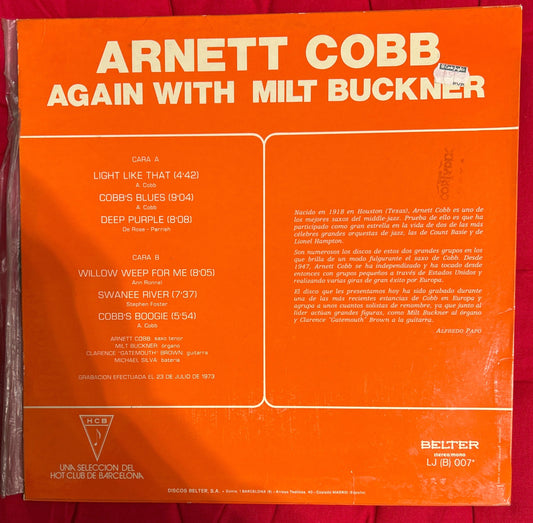 ARNETT COBB
AGAIN WITH MILT BUCKNER
CARA A
LIGHT LIKE THAT (4'42)
A. Cobb
COBB'S BLUES (9'04)
A. Cobb
DEEP PURPLE (8'08)
De Rose - Parrish
CARA B
WILLOW WEEP FOR ME (8'05)
Ann Ronnal
SWANEE RIVER (7'37)
Stephen Foster
COBB'S BOOGIE (5'54)
A. Cobb
ARNETT COBB, saxo tenor
MILT BUCKNER, órgano
CLARENCE "GATEMOUTH" BROWN, guitarra
MICHAEL SILVA, batería
GRABACION EFECTUADA EL 23 DE JULIO DE 1973
Nacido en 1918 en Houston (Texas), Arnett Cobb es uno de
los mejores saxos del middle-jazz. Prueba de ello es que ha
participado como gran estrella en la vida de dos de las más
célebres grandes orquestas de jazz, las de Count Basie y de
Lionel Hampton.
Son numerosos los discos de estos dos grandes grupos en los
que brilla de un modo fulgurante el saxo de Cobb. Desde
1947, Arnett Cobb se ha independizado y ha tocado desde
entonces con grupos pequeños a través de Estados Unidos y
realizando varias giras de gran éxito por Europa.
El disco que les presentamos hoy ha sido grabado durante
una de las más recientes estancias de Cobb en Europa y
agrupa a unos cuantos solistas de renombre, ya que junto al
líder actúan grandes figuras, como Milt Buckner al órgano
y Clarence "Gatemouth" Brown a la guitarra.
ALFREDO PAPO
HCB
UNA SELECCION DEL
HOT CLUB DE BARCELONA
BELTER
stereo/mono
LJ (B) 007*
DISCOS BELTER, S.A.